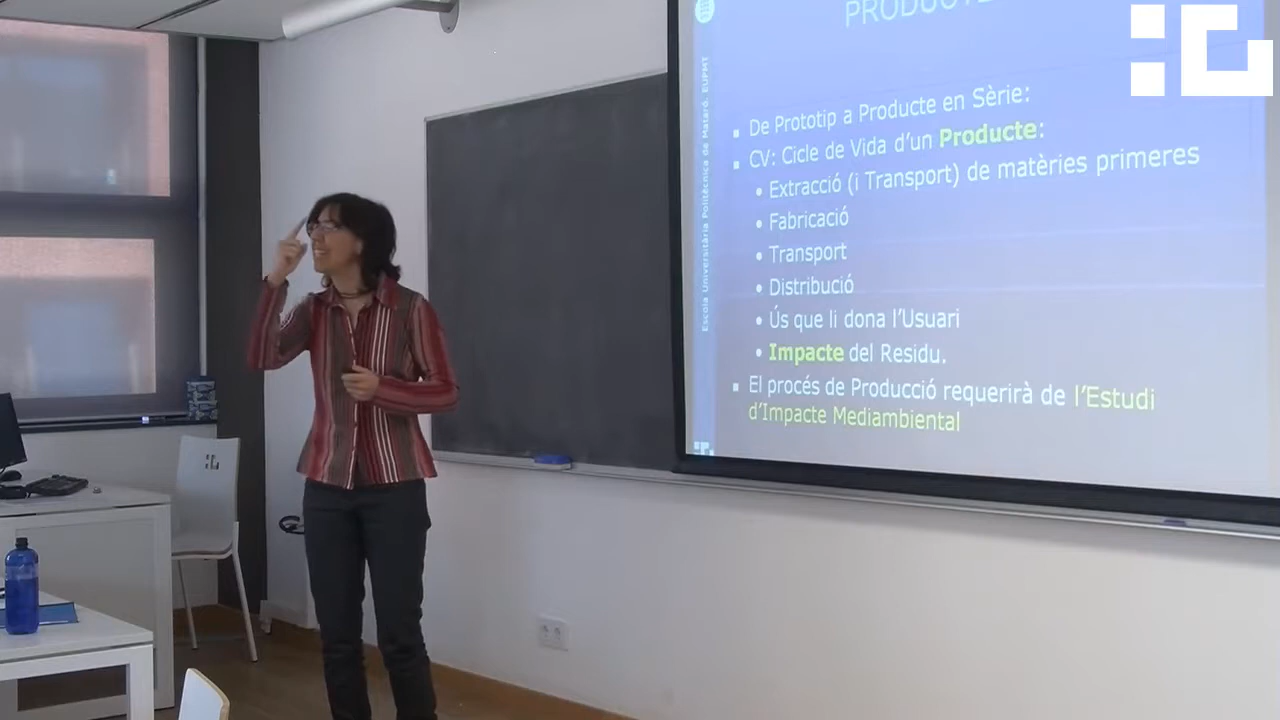 De Prototip a Producte en Sèrie:
CV: Cicle de Vida d'un Producte:
Extracció (i Transport) de matèries primeres
Fabricació
Transport
Distribució
Ús que li dona l'Usuari
Impacte del Residu.
El procés de Producció requerirà de l'Estudi
d'Impacte Mediambiental
Escola Universitària Politècnica de Mataró. EUPMT